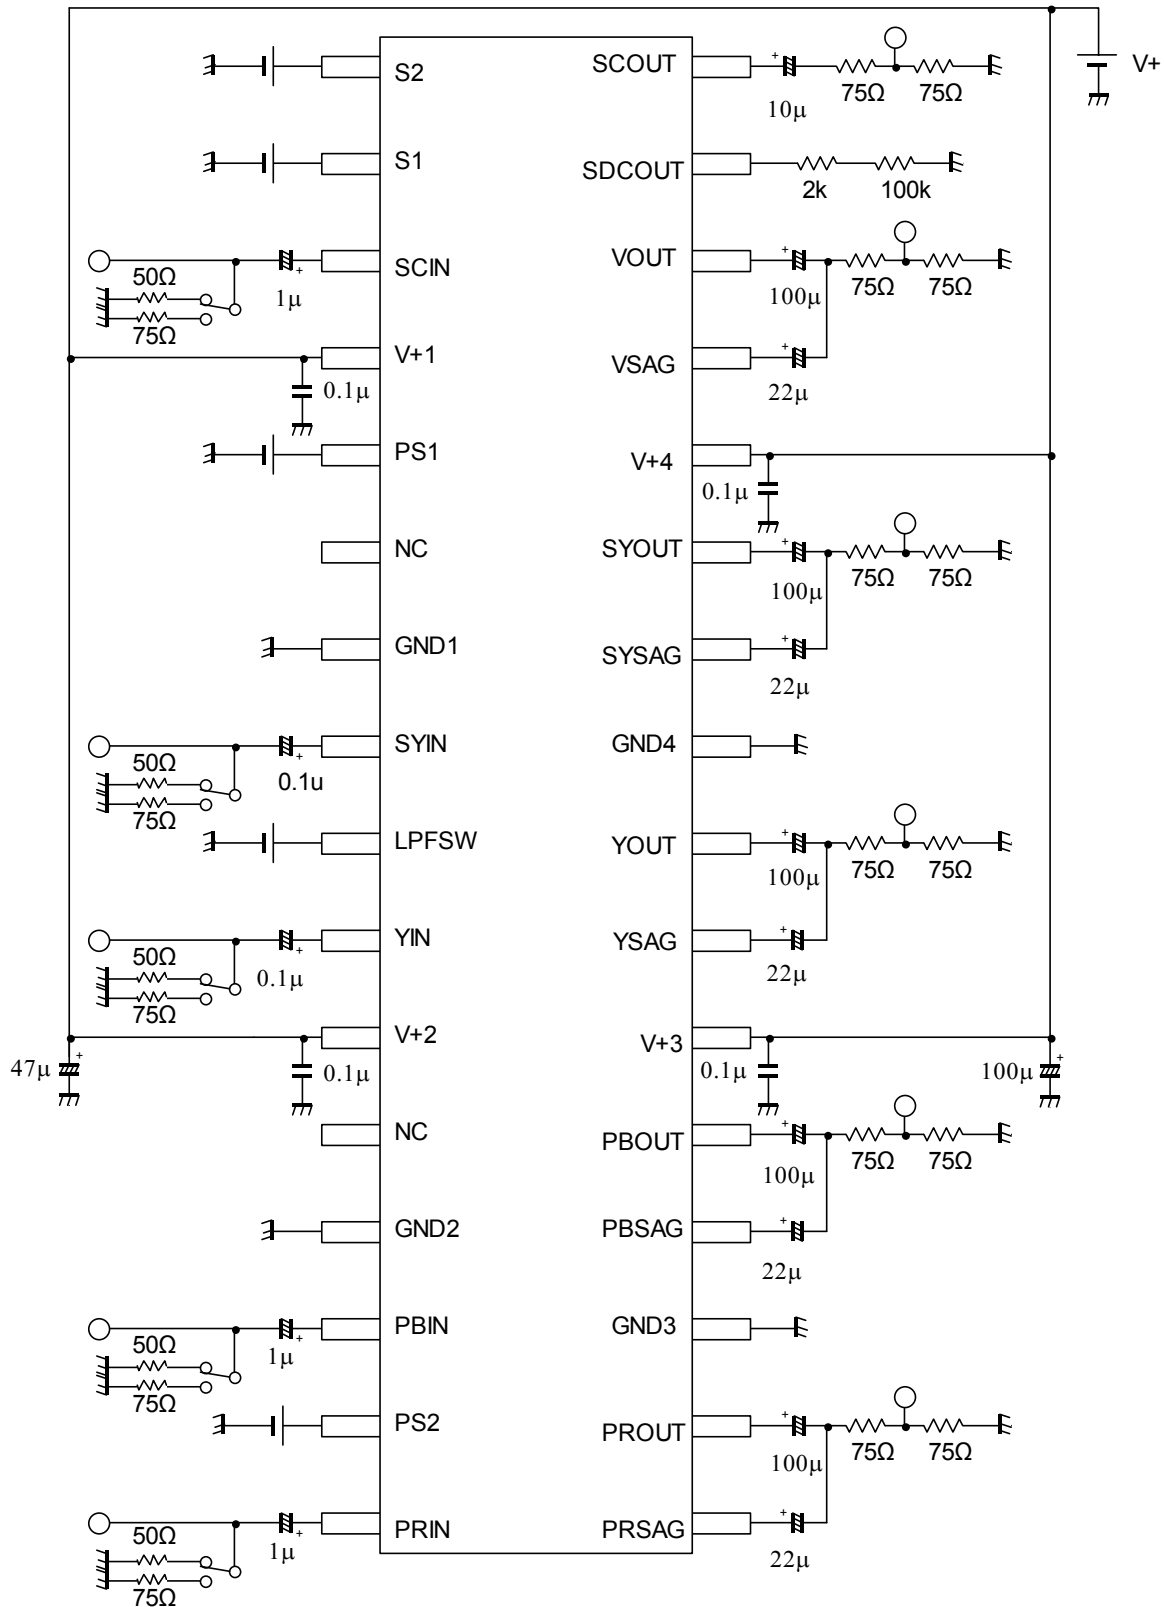 V+
S2
SCOUT
10μ
75Ω
75Ω
S1
SDCOUT
2k
100k
SCIN
50Ω
75Ω
1μ
VOUT
100μ
75Ω
75Ω
V+1
0.1μ
VSAG
22μ
PS1
V+4
0.1μ
NC
SYOUT
100μ
75Ω
75Ω
GND1
SYSAG
22μ
SYIN
50Ω
75Ω
0.1u
GND4
LPFSW
YOUT
100μ
75Ω
75Ω
YIN
50Ω
75Ω
0.1μ
YSAG
22μ
V+2
47μ
0.1μ
V+3
0.1μ
100μ
NC
PBOUT
100μ
75Ω
75Ω
GND2
PBSAG
22μ
PBIN
50Ω
75Ω
1μ
GND3
PS2
PROUT
100μ
75Ω
75Ω
PRIN
50Ω
75Ω
1μ
PRSAG
22μ